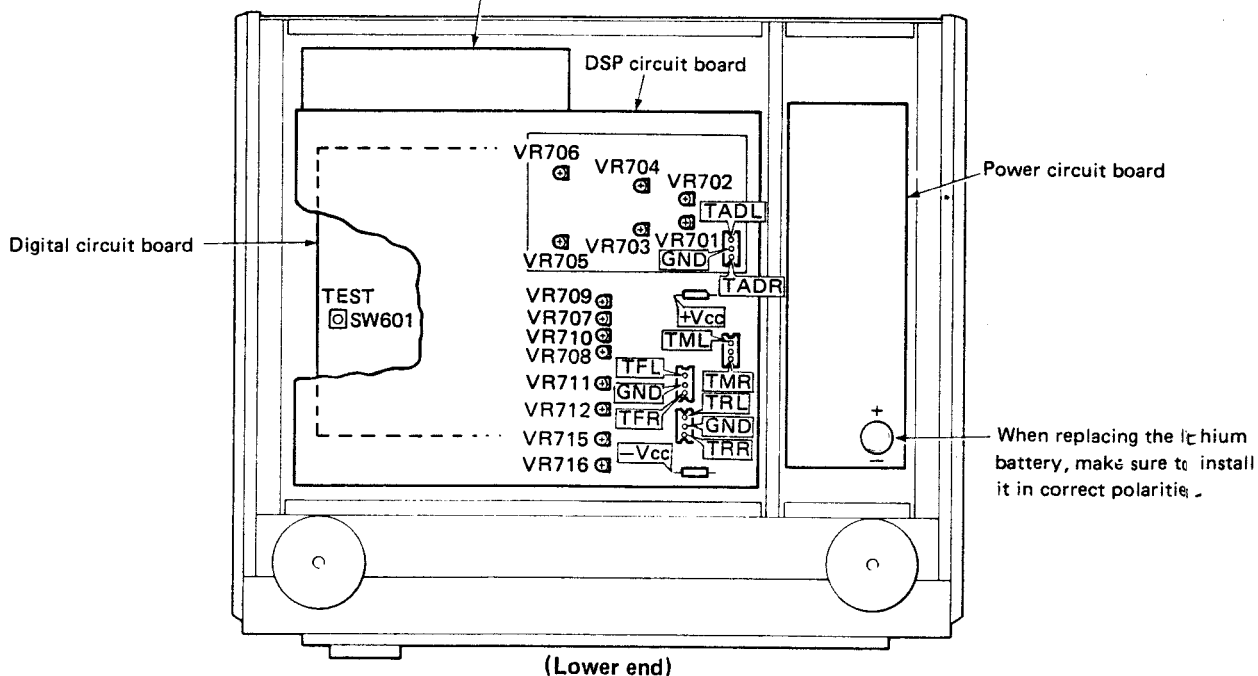 DSP circuit board
VR706
VR704
VR702
TADL
Power circuit board
Digital circuit board
VR705
VR703
VR701
GND
TADR
TEST
SW601
VR709
VR707
VR710
VR708
VR711
VR712
VR715
VR716
+Vcc
TML
TMR
TFL
GND
TFR
TRL
GND
TRR
−Vcc
+
−
When replacing the lithium
battery, make sure to install
it in correct polarities.
(Lower end)